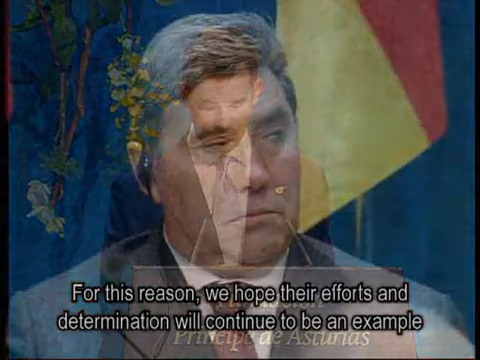 For this reason, we hope their efforts and
determination will continue to be an example
Príncipe de Asturias